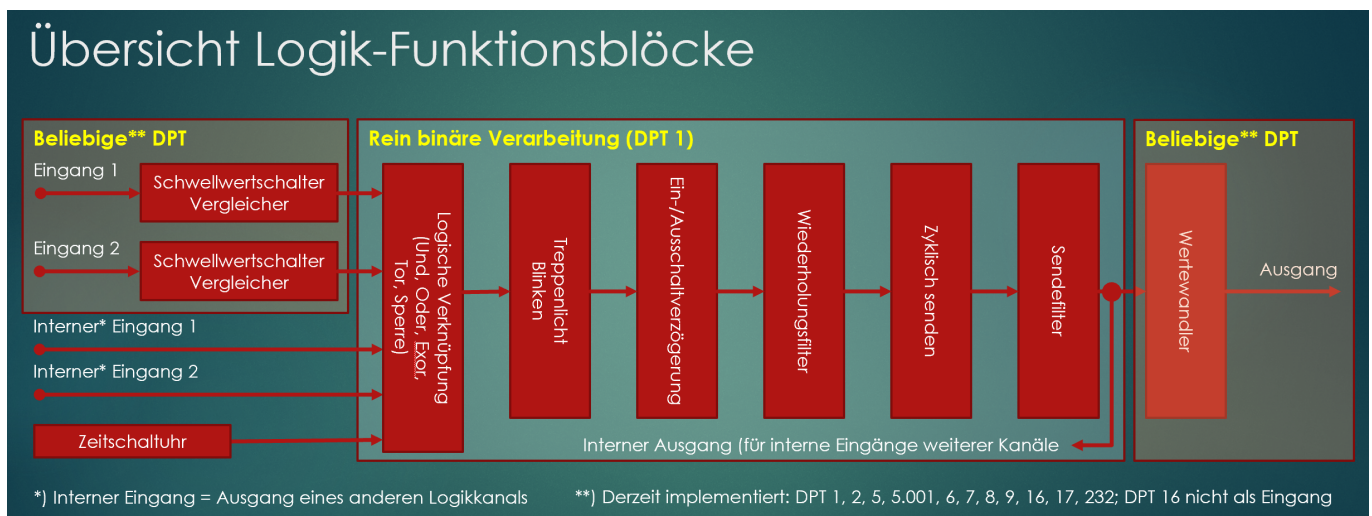 Übersicht Logik-Funktionsblöcke
Beliebige** DPT
Eingang 1
Schwellwertschalter
Vergleicher
Eingang 2
Schwellwertschalter
Vergleicher
Interner* Eingang 1
Interner* Eingang 2
Zeitschaltuhr
Rein binäre Verarbeitung (DPT 1)
Logische Verknüpfung
(Und, Oder, Exor,
Tor, Sperre)
Treppenlicht
Blinken
Ein-/Ausschaltverzögerung
Wiederholungsfilter
Zyklisch senden
Sendefilter
Interner Ausgang (für interne Eingänge weiterer Kanäle
Beliebige** DPT
Wertewandler
Ausgang
*) Interner Eingang = Ausgang eines anderen Logikkanals
**) Derzeit implementiert: DPT 1, 2, 5, 5.001, 6, 7, 8, 9, 16, 17, 232; DPT 16 nicht als Eingang